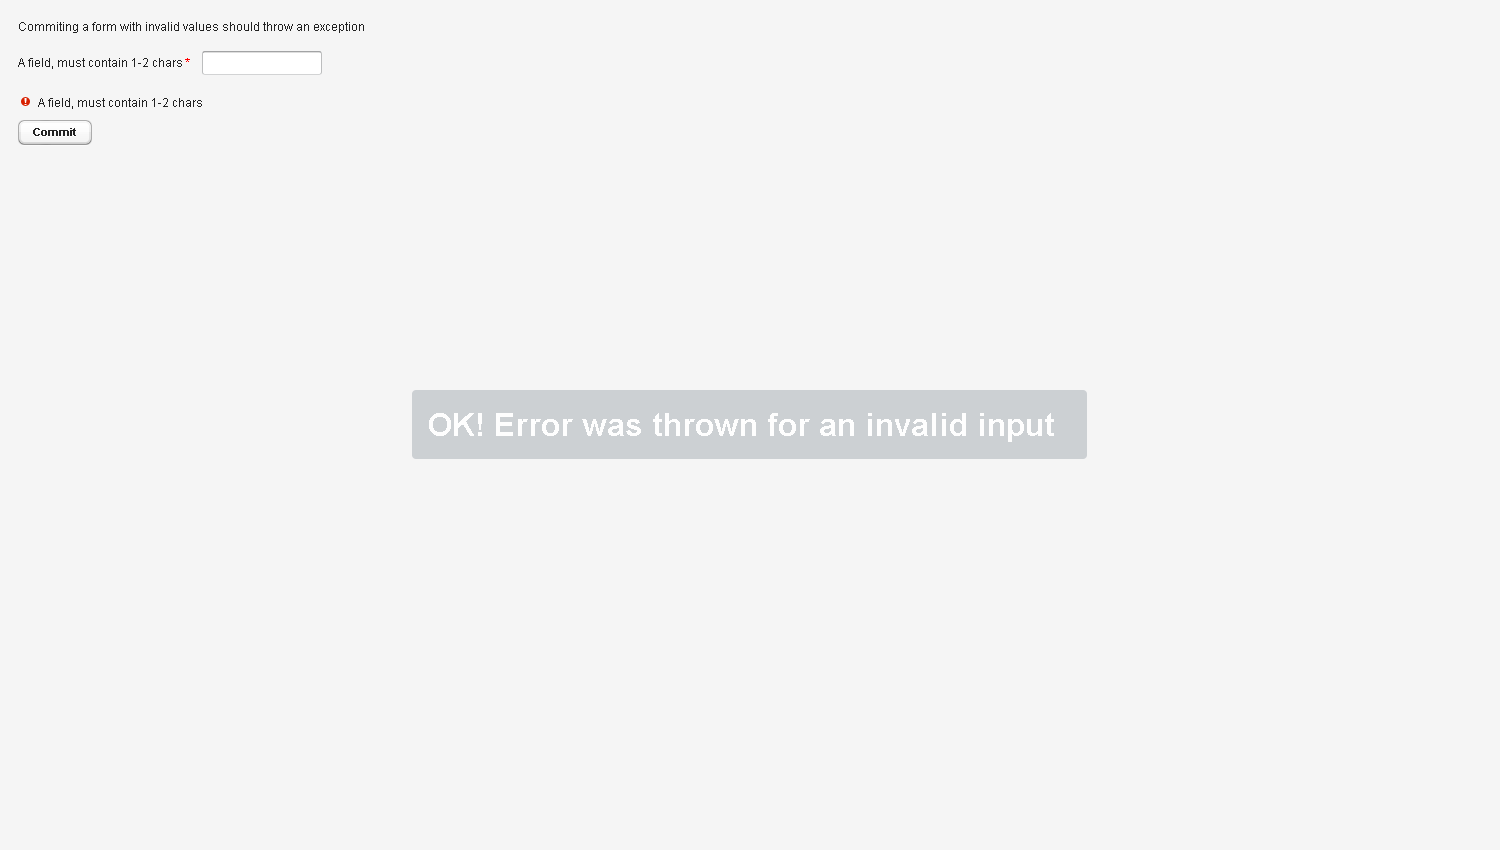 Commiting a form with invalid values should throw an exception
A field, must contain 1-2 chars *
A field, must contain 1-2 chars
Commit
OK! Error was thrown for an invalid input